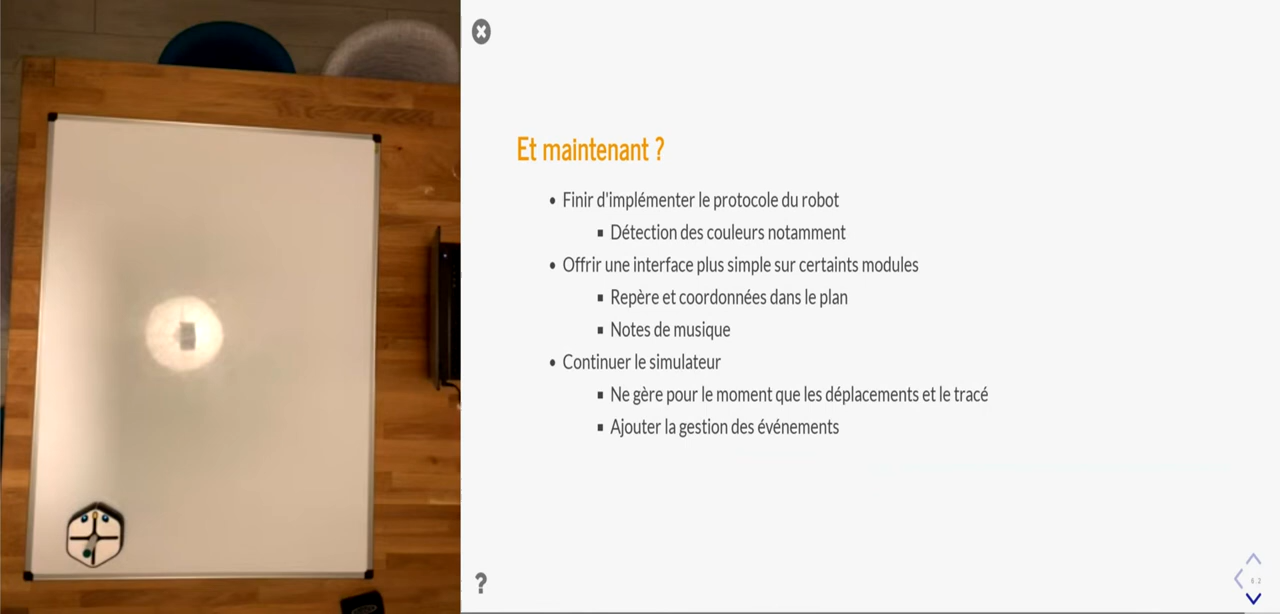 Et maintenant ?
• Finir d'implémenter le protocole du robot
▪ Détection des couleurs notamment
• Offrir une interface plus simple sur certaints modules
▪ Repère et coordonnées dans le plan
▪ Notes de musique
• Continuer le simulateur
▪ Ne gère pour le moment que les déplacements et le tracé
▪ Ajouter la gestion des événements
?
6.2